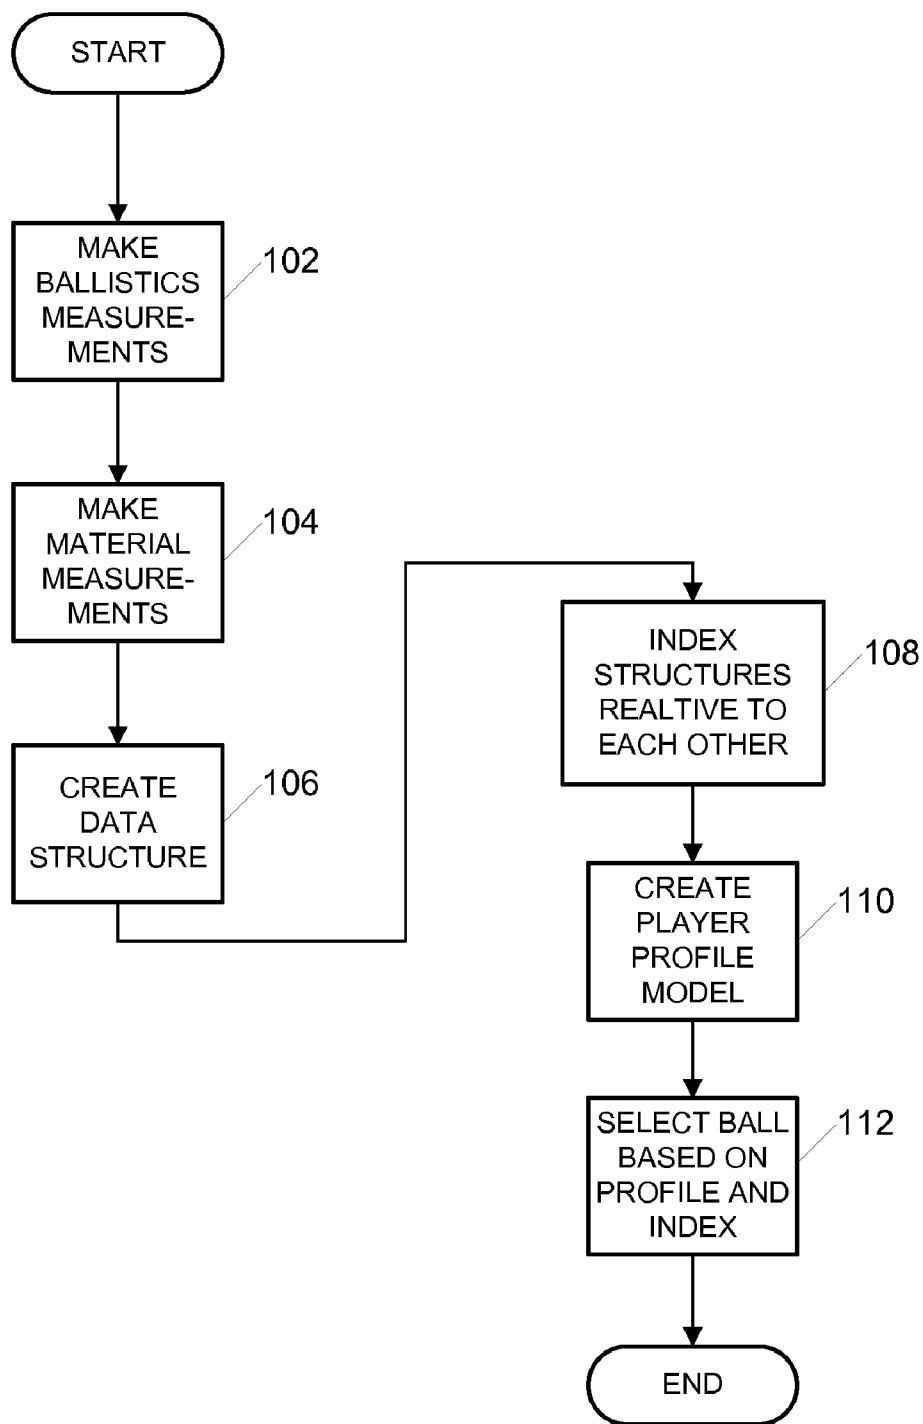 START
MAKE
BALLISTICS
MEASURE-
MENTS
102
MAKE
MATERIAL
MEASURE-
MENTS
104
CREATE
DATA
STRUCTURE
106
INDEX
STRUCTURES
REALTIVE TO
EACH OTHER
108
CREATE
PLAYER
PROFILE
MODEL
110
SELECT BALL
BASED ON
PROFILE AND
INDEX
112
END